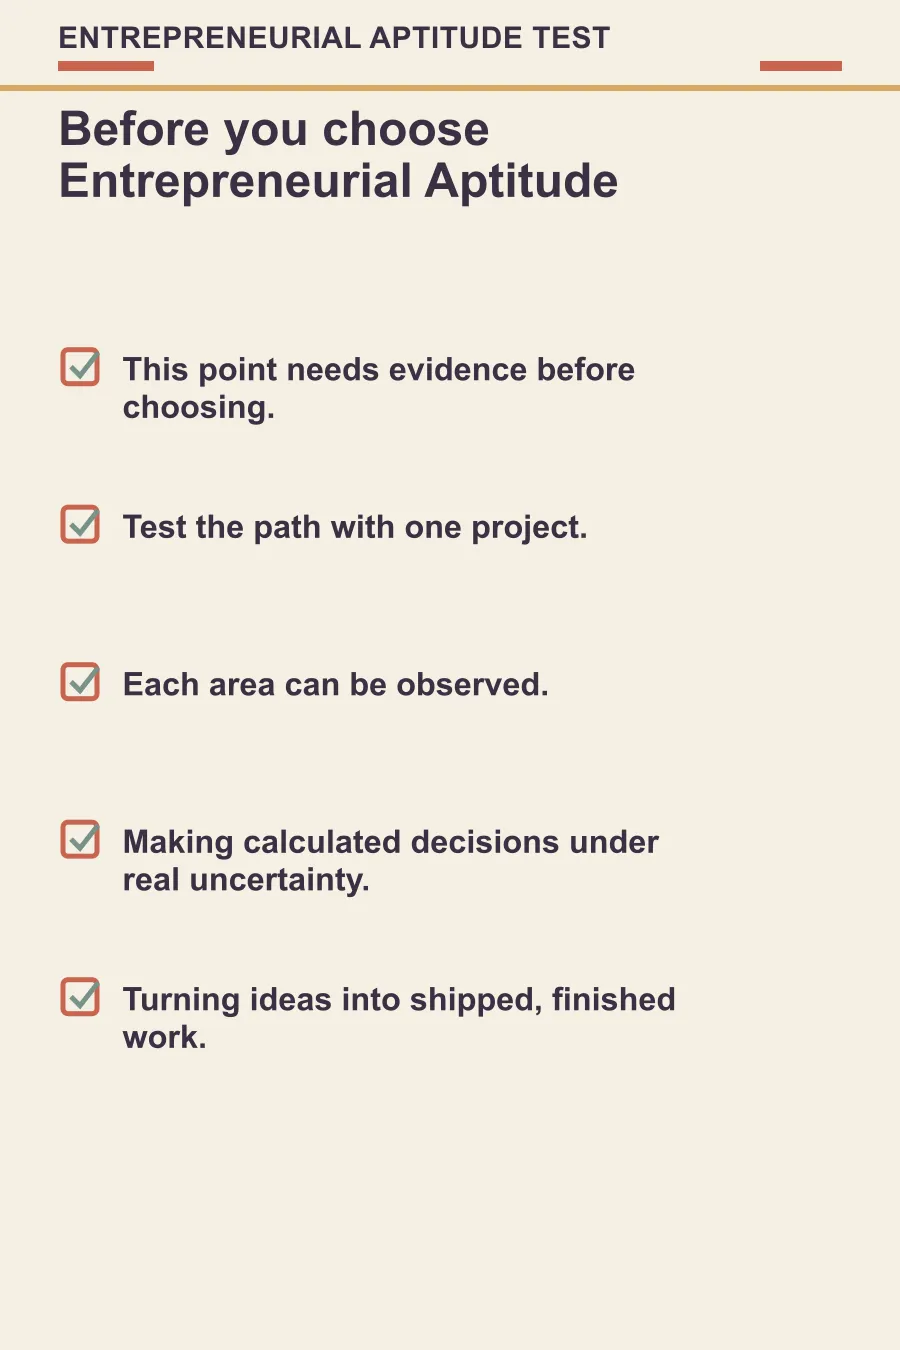 ENTREPRENEURIAL APTITUDE TEST
Before you choose
Entrepreneurial Aptitude
This point needs evidence before
choosing.
Test the path with one project.
Each area can be observed.
Making calculated decisions under
real uncertainty.
Turning ideas into shipped, finished
work.